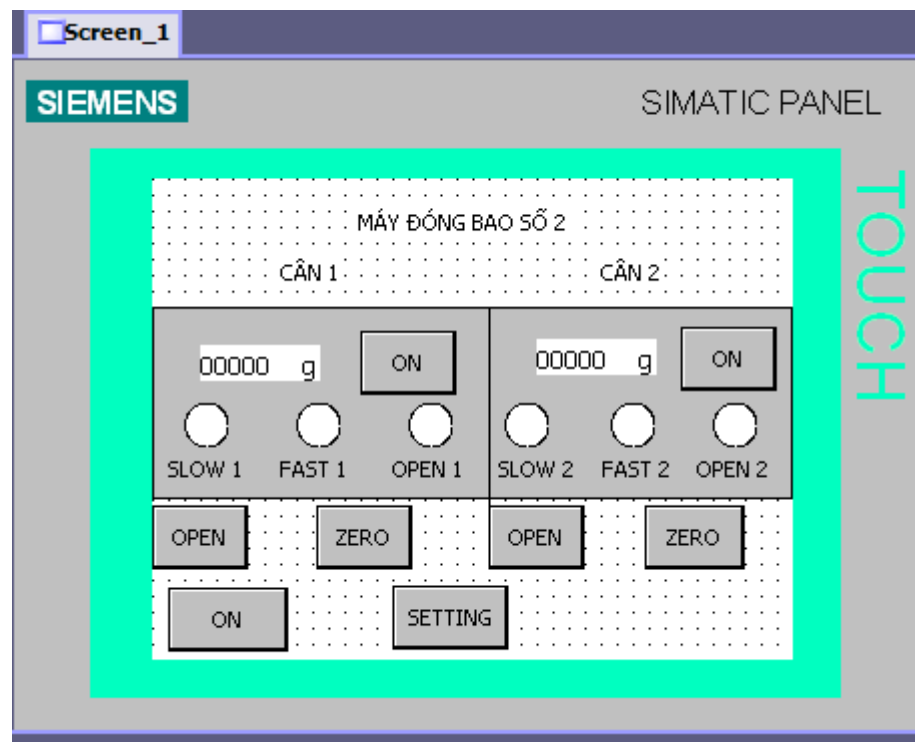 Screen_1
SIEMENS
SIMATIC PANEL
TOUCH
MÁY ĐÓNG BAO SỐ 2
CÂN 1 CÂN 2
00000 g ON 00000 g ON
SLOW 1 FAST 1 OPEN 1 SLOW 2 FAST 2 OPEN 2
OPEN ZERO OPEN ZERO
ON SETTING